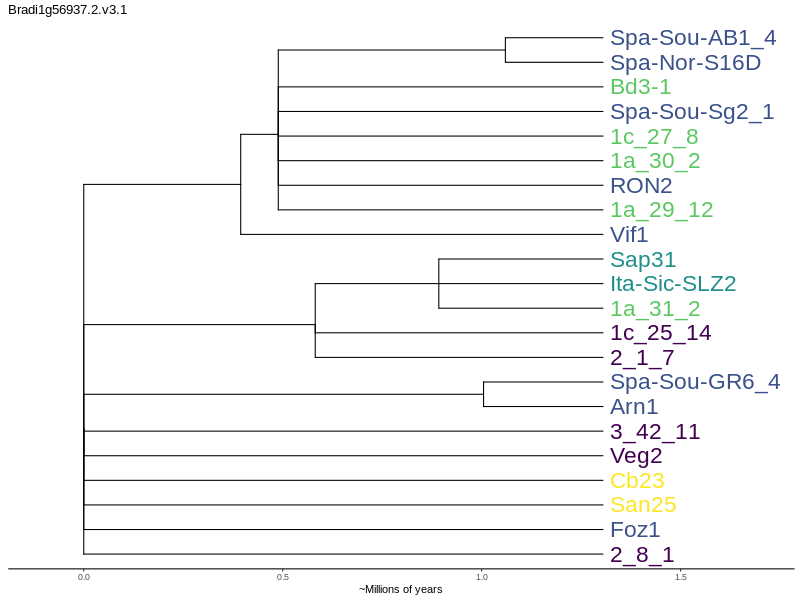 Bradi1g56937.2.v3.1
Spa-Sou-AB1_4
Spa-Nor-S16D
Bd3-1
Spa-Sou-Sg2_1
1c_27_8
1a_30_2
RON2
1a_29_12
Vif1
Sap31
Ita-Sic-SLZ2
1a_31_2
1c_25_14
2_1_7
Spa-Sou-GR6_4
Arn1
3_42_11
Veg2
Cb23
San25
Foz1
2_8_1
0.0 0.5 1.0 1.5
~Millions of years